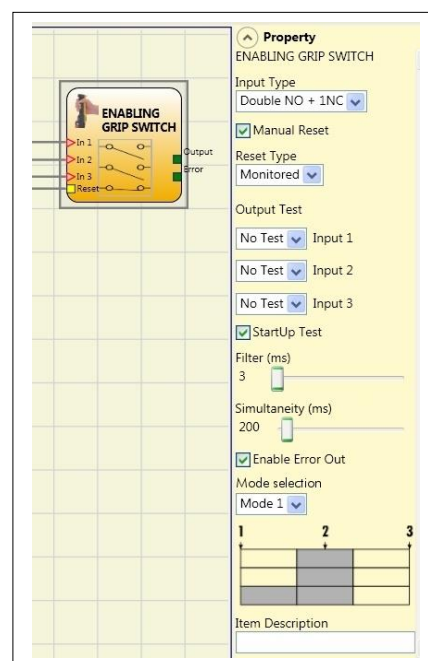 ENABLING
GRIP SWITCH
In 1
In 2
In 3
Reset
Output
Error
Property
ENABLING GRIP SWITCH
Input Type
Double NO + 1NC
Manual Reset
Reset Type
Monitored
Output Test
No Test Input 1
No Test Input 2
No Test Input 3
StartUp Test
Filter (ms)
3
Simultaneity (ms)
200
Enable Error Out
Mode selection
Mode 1
1 2 3
Item Description